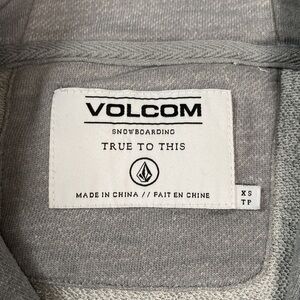 VOLCOM
SNOWBOARDING
TRUE TO THIS
MADE IN CHINA // FAIT EN CHINE
XS
TP